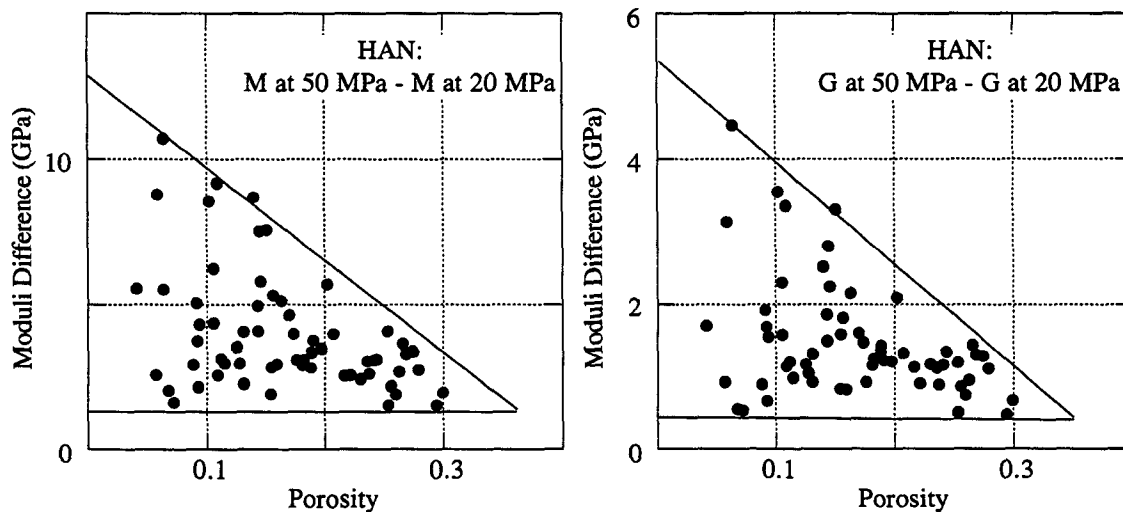 HAN:
M at 50 MPa - M at 20 MPa
10
0
Moduli Difference (GPa)
0.1
0.3
Porosity
HAN:
G at 50 MPa - G at 20 MPa
6
4
2
0
Moduli Difference (GPa)
0.1
0.3
Porosity